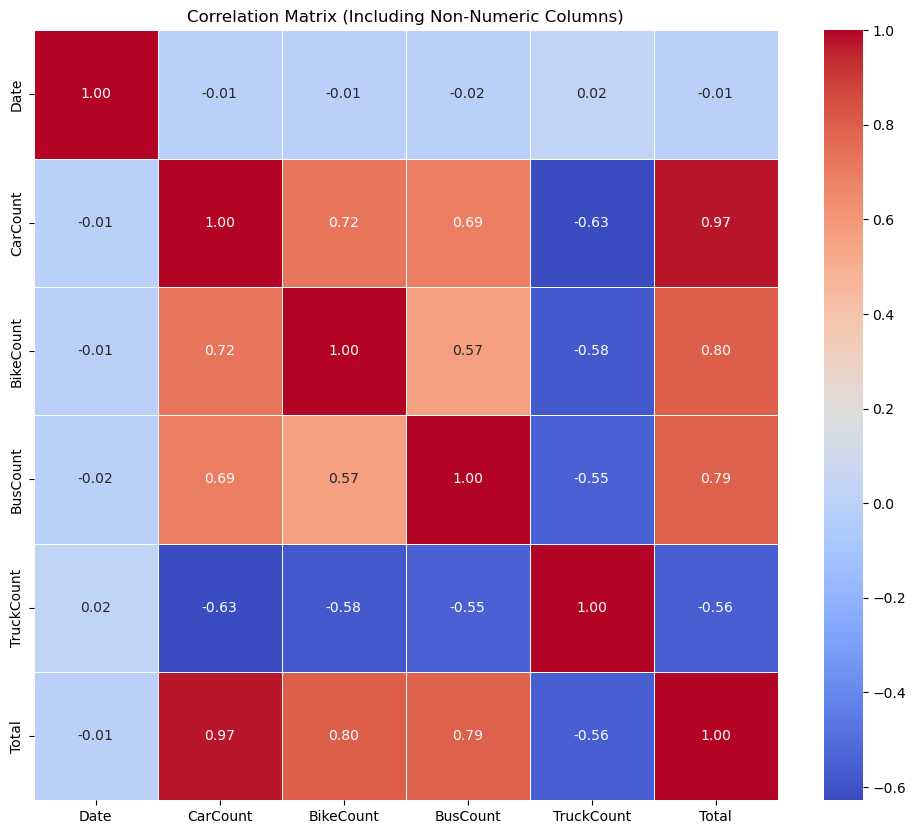 Correlation Matrix (Including Non-Numeric Columns)
Date 1.00 -0.01 -0.01 -0.02 0.02 -0.01
CarCount -0.01 1.00 0.72 0.69 -0.63 0.97
BikeCount -0.01 0.72 1.00 0.57 -0.58 0.80
BusCount -0.02 0.69 0.57 1.00 -0.55 0.79
TruckCount 0.02 -0.63 -0.58 -0.55 1.00 -0.56
Total -0.01 0.97 0.80 0.79 -0.56 1.00
Date CarCount BikeCount BusCount TruckCount Total
1.0
0.8
0.6
0.4
0.2
0.0
−0.2
−0.4
−0.6